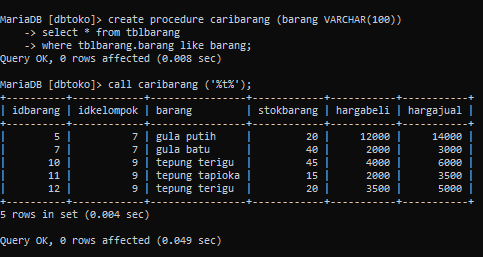 MariaDB [dbtoko]> create procedure caribarang (barang VARCHAR(100))
    -> select * from tblbarang
    -> where tblbarang.barang like barang;
Query OK, 0 rows affected (0.008 sec)

MariaDB [dbtoko]> call caribarang ('%t%');
+----------+------------+----------------+------------+-----------+-----------+
| idbarang | idkelompok | barang         | stokbarang | hargabeli | hargajual |
+----------+------------+----------------+------------+-----------+-----------+
|        5 |          7 | gula putih     |         20 |     12000 |     14000 |
|        7 |          7 | gula batu      |         40 |      2000 |      3000 |
|       10 |          9 | tepung terigu  |         45 |      4000 |      6000 |
|       11 |          9 | tepung tapioka |         15 |      2000 |      3500 |
|       12 |          9 | tepung terigu  |         20 |      3500 |      5000 |
+----------+------------+----------------+------------+-----------+-----------+
5 rows in set (0.004 sec)

Query OK, 0 rows affected (0.049 sec)